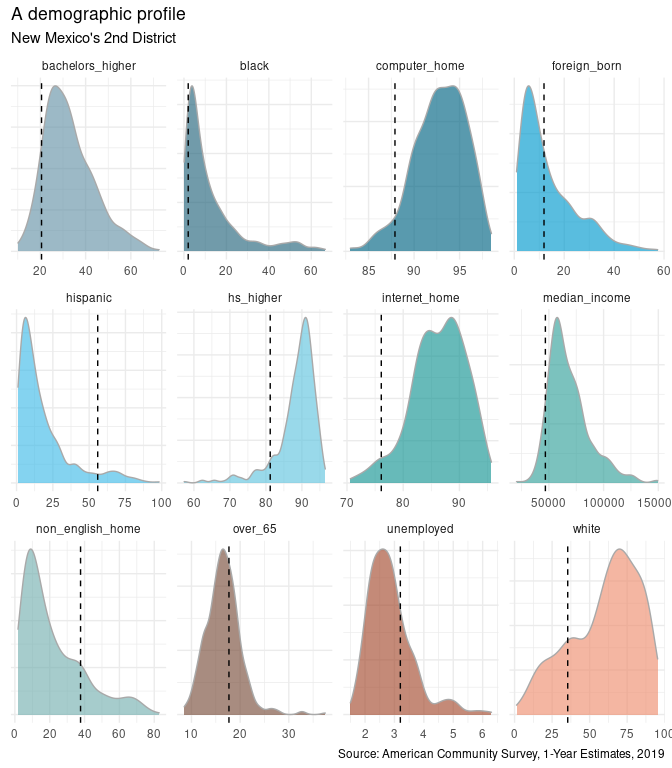 A demographic profile
New Mexico's 2nd District
bachelors_higher black computer_home foreign_born
20 40 60 0 20 40 60 85 90 95 0 20 40 60
hispanic hs_higher internet_home median_income
0 25 50 75 100 60 70 80 90 70 80 90 50000 100000 15000
non_english_home over_65 unemployed white
0 20 40 60 80 10 20 30 2 3 4 5 6 0 25 50 75 100
Source: American Community Survey, 1-Year Estimates, 2019